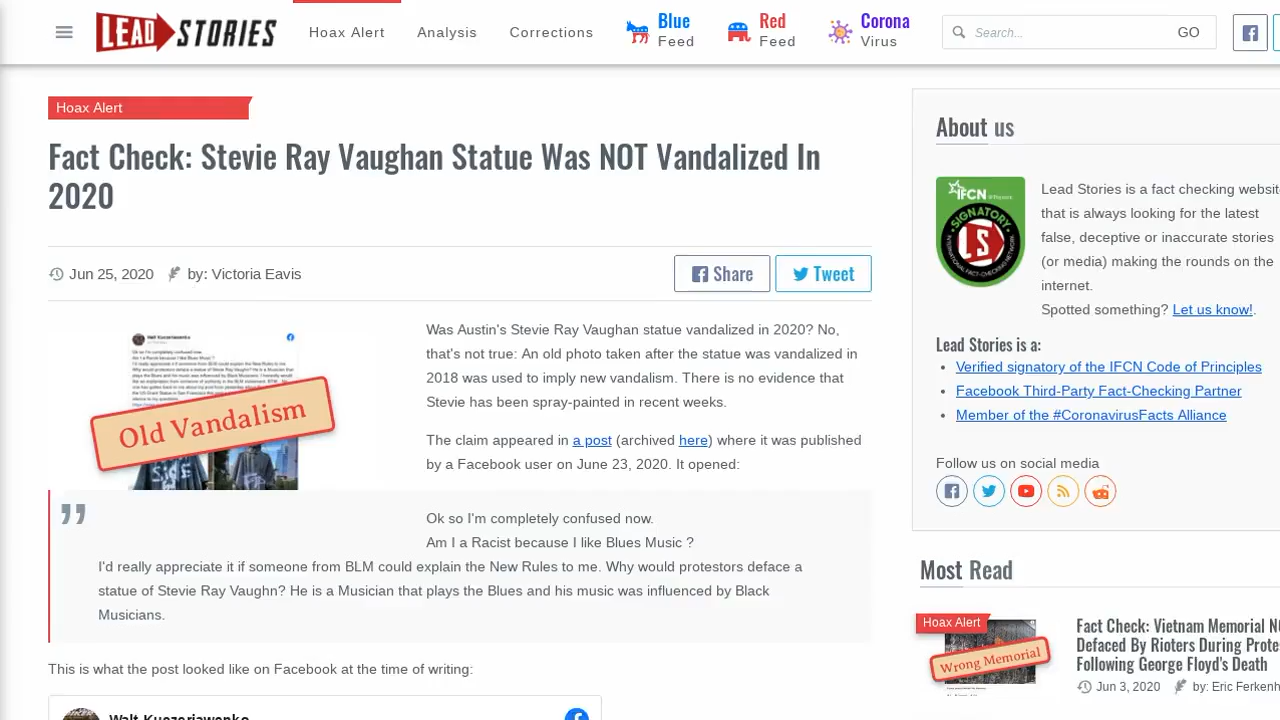 LEAD STORIES
Hoax Alert
Analysis
Corrections
Blue
Feed
Red
Feed
Corona
Virus
Search...
GO
Hoax Alert
Fact Check: Stevie Ray Vaughan Statue Was NOT Vandalized In
2020
Jun 25, 2020
by: Victoria Eavis
Share
Tweet
Old Vandalism
Was Austin's Stevie Ray Vaughan statue vandalized in 2020? No,
that's not true: An old photo taken after the statue was vandalized in
2018 was used to imply new vandalism. There is no evidence that
Stevie has been spray-painted in recent weeks.
The claim appeared in a post (archived here) where it was published
by a Facebook user on June 23, 2020. It opened:
Ok so I'm completely confused now.
Am I a Racist because I like Blues Music ?
I'd really appreciate it if someone from BLM could explain the New Rules to me. Why would protestors deface a
statue of Stevie Ray Vaughn? He is a Musician that plays the Blues and his music was influenced by Black
Musicians.
This is what the post looked like on Facebook at the time of writing:
About us
IFCN
SIGNATORY
LS
Lead Stories is a fact checking website
that is always looking for the latest
false, deceptive or inaccurate stories
(or media) making the rounds on the
internet.
Spotted something? Let us know!.
Lead Stories is a:
Verified signatory of the IFCN Code of Principles
Facebook Third-Party Fact-Checking Partner
Member of the #CoronavirusFacts Alliance
Follow us on social media
Most Read
Hoax Alert
Wrong Memorial
Fact Check: Vietnam Memorial
Defaced By Rioters During
Following George Floyd's Death
Jun 3, 2020
by: Eric